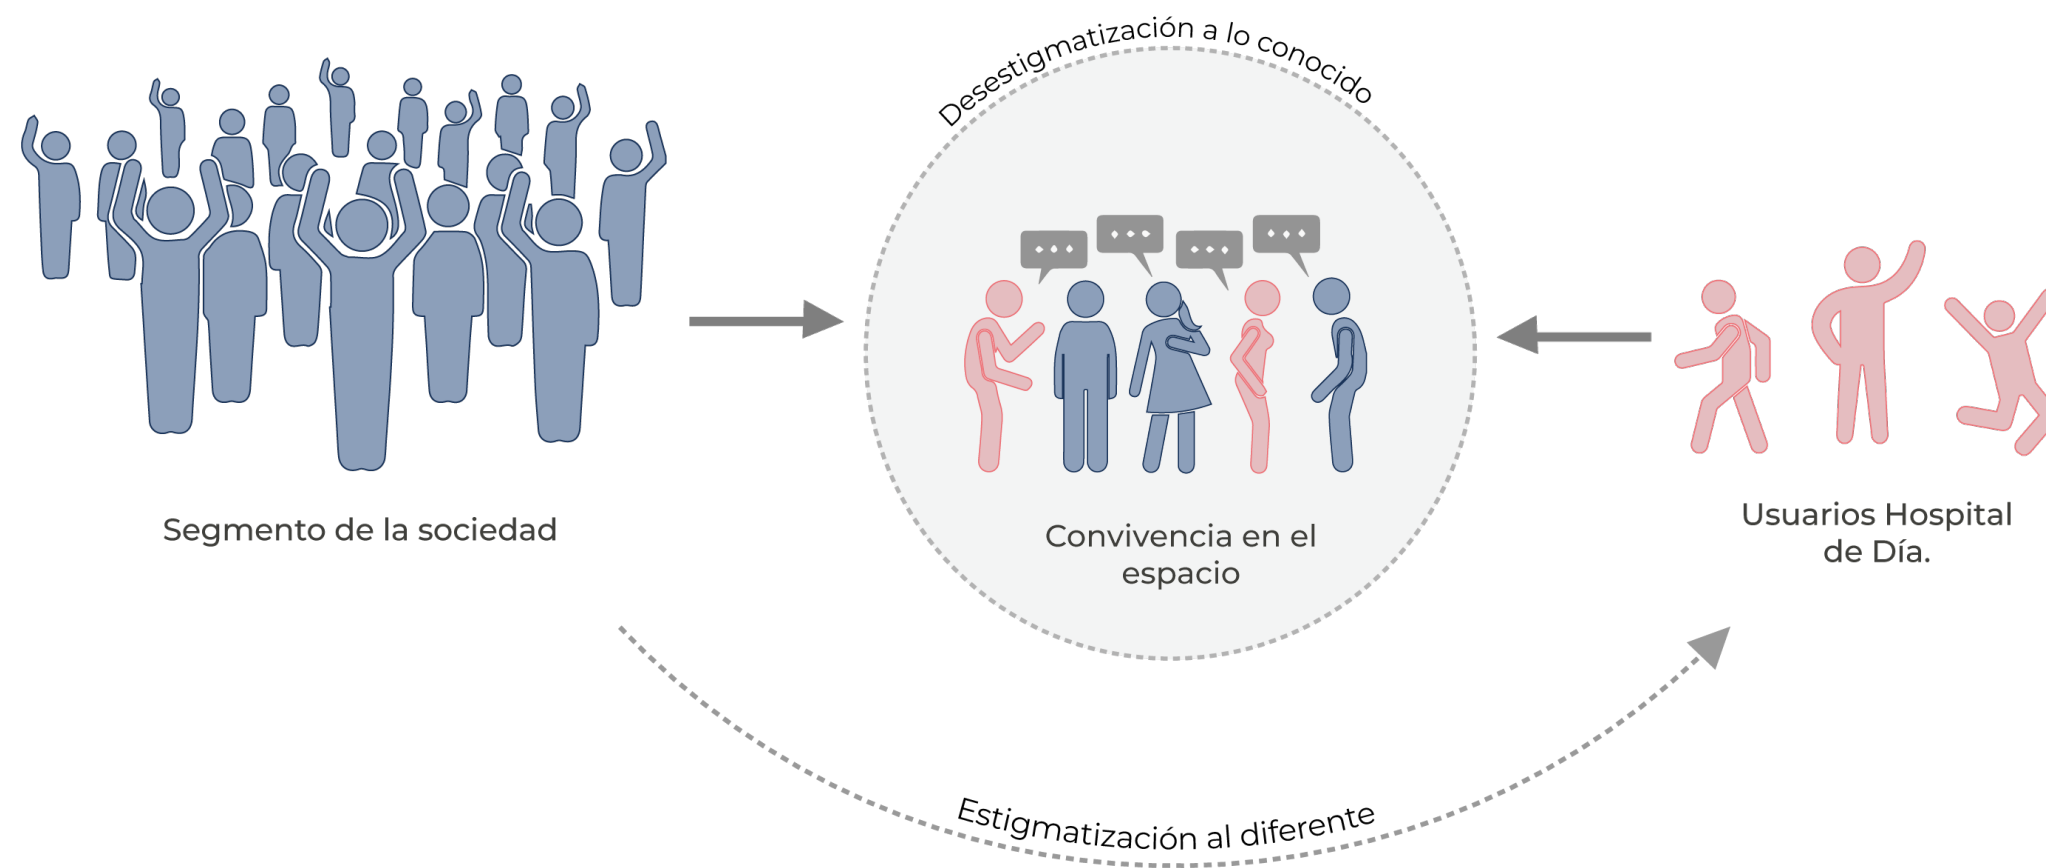 Desestigmatización a lo conocido
Segmento de la sociedad
Convivencia en el
espacio
Usuarios Hospital
de Día.
Estigmatización al diferente